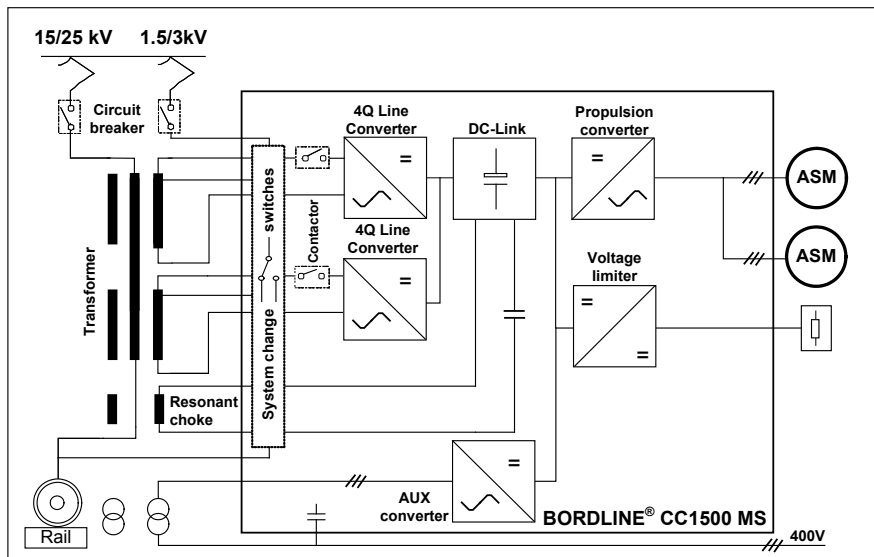 15/25 kV
1.5/3kV
Circuit
breaker
4Q Line
Converter
DC-Link
Propulsion
converter
ASM
System change switches
Contactor
4Q Line
Converter
Voltage
limiter
ASM
Transformer
Resonant
choke
AUX
converter
BORDLINE® CC1500 MS
Rail
400V